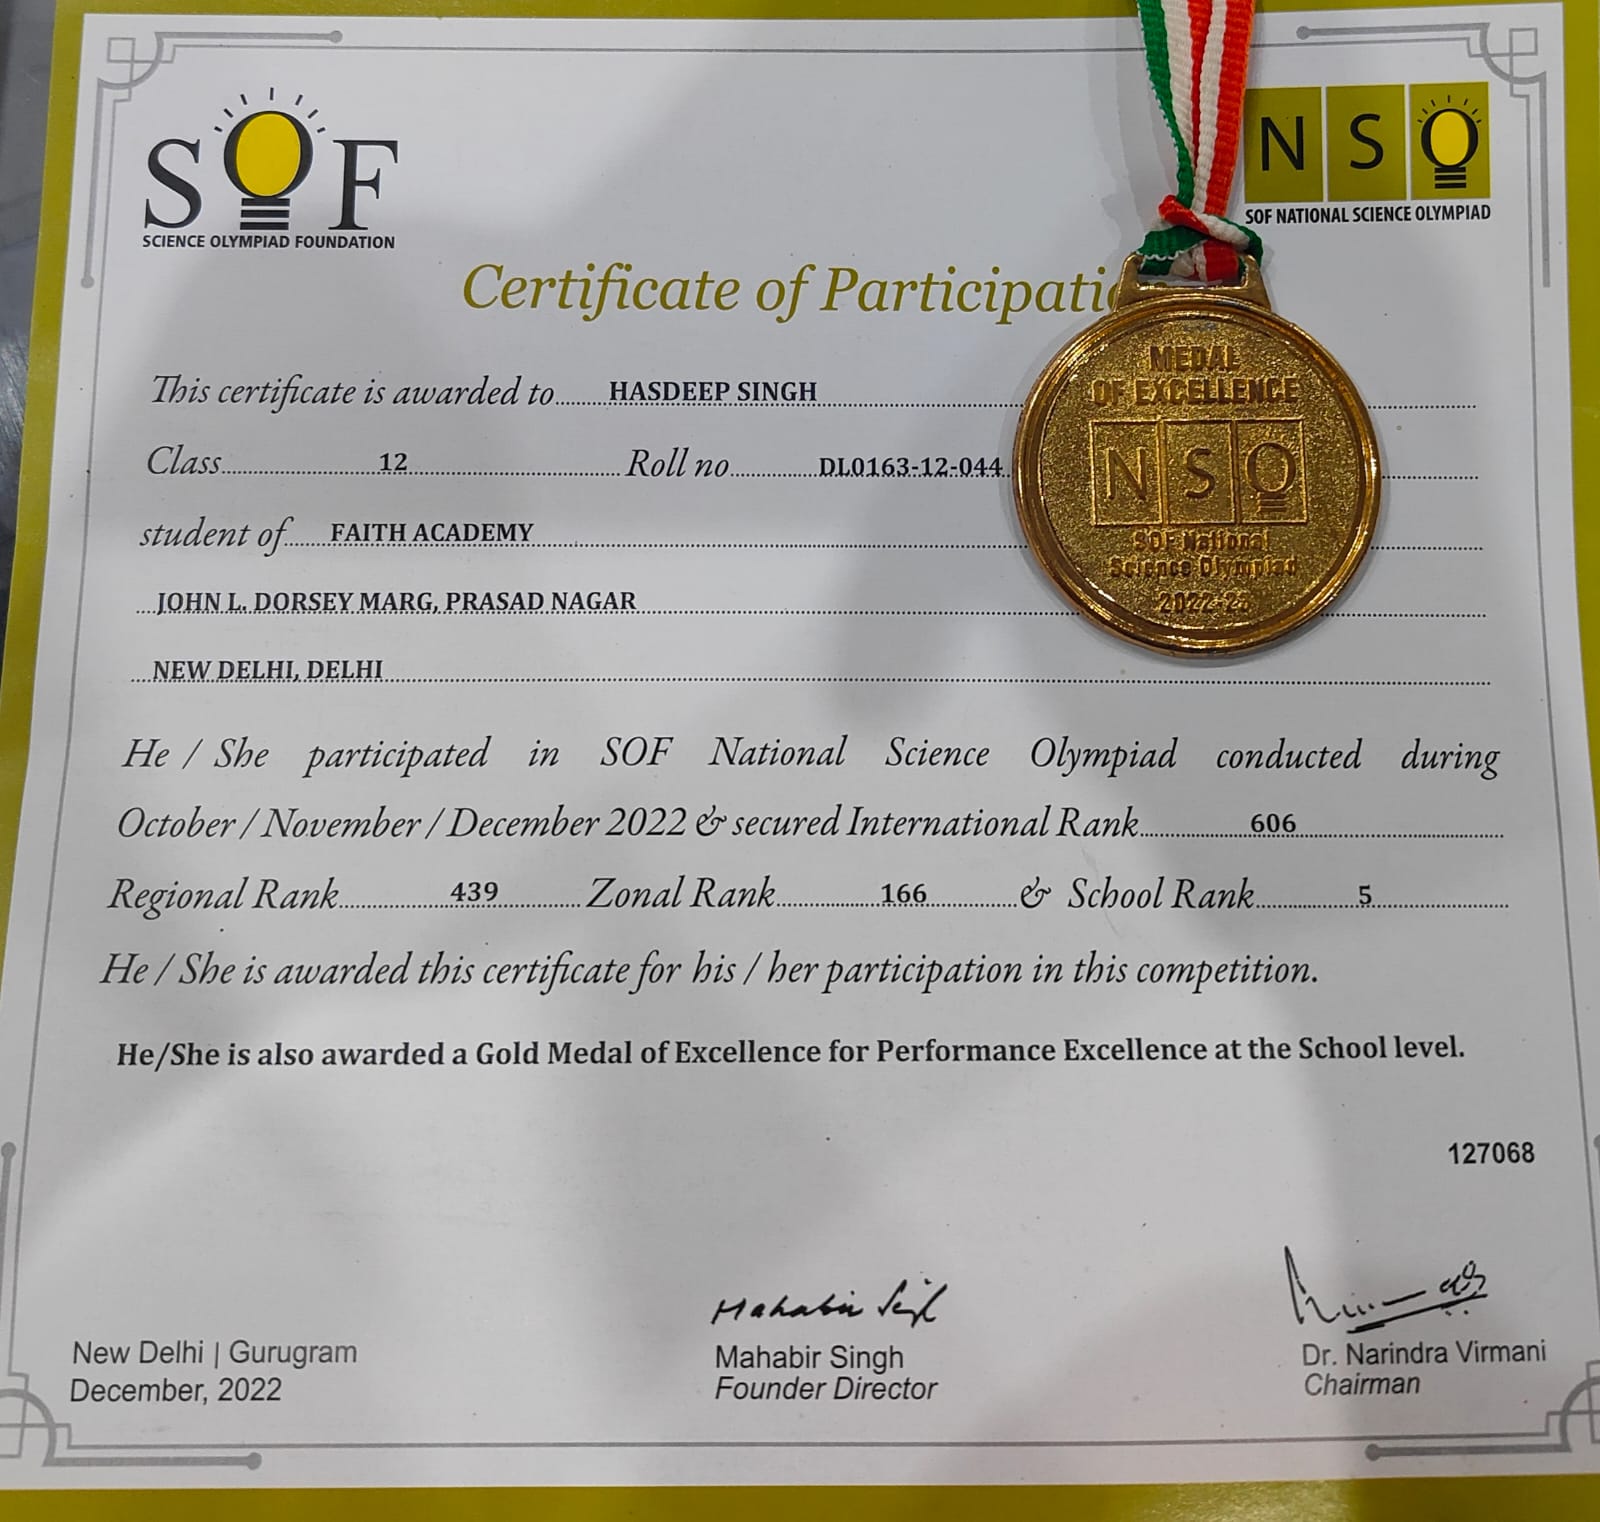 SOF
SCIENCE OLYMPIAD FOUNDATION
NSO
SOF NATIONAL SCIENCE OLYMPIAD
Certificate of Participati
This certificate is awarded to HASDEEP SINGH
Class 12 Roll no DL0163-12-044
student of FAITH ACADEMY
JOHN L. DORSEY MARG, PRASAD NAGAR
NEW DELHI, DELHI
MEDAL
OF EXCELLENCE
NSO
SOF National
Science Olympiad
2022-23
He / She participated in SOF National Science Olympiad conducted during
October / November / December 2022 & secured International Rank 606
Regional Rank 439 Zonal Rank 166 & School Rank 5
He / She is awarded this certificate for his / her participation in this competition.
He/She is also awarded a Gold Medal of Excellence for Performance Excellence at the School level.
127068
Mahabir Singh
New Delhi | Gurugram
December, 2022
Mahabir Singh
Founder Director
Dr. Narindra Virmani
Chairman